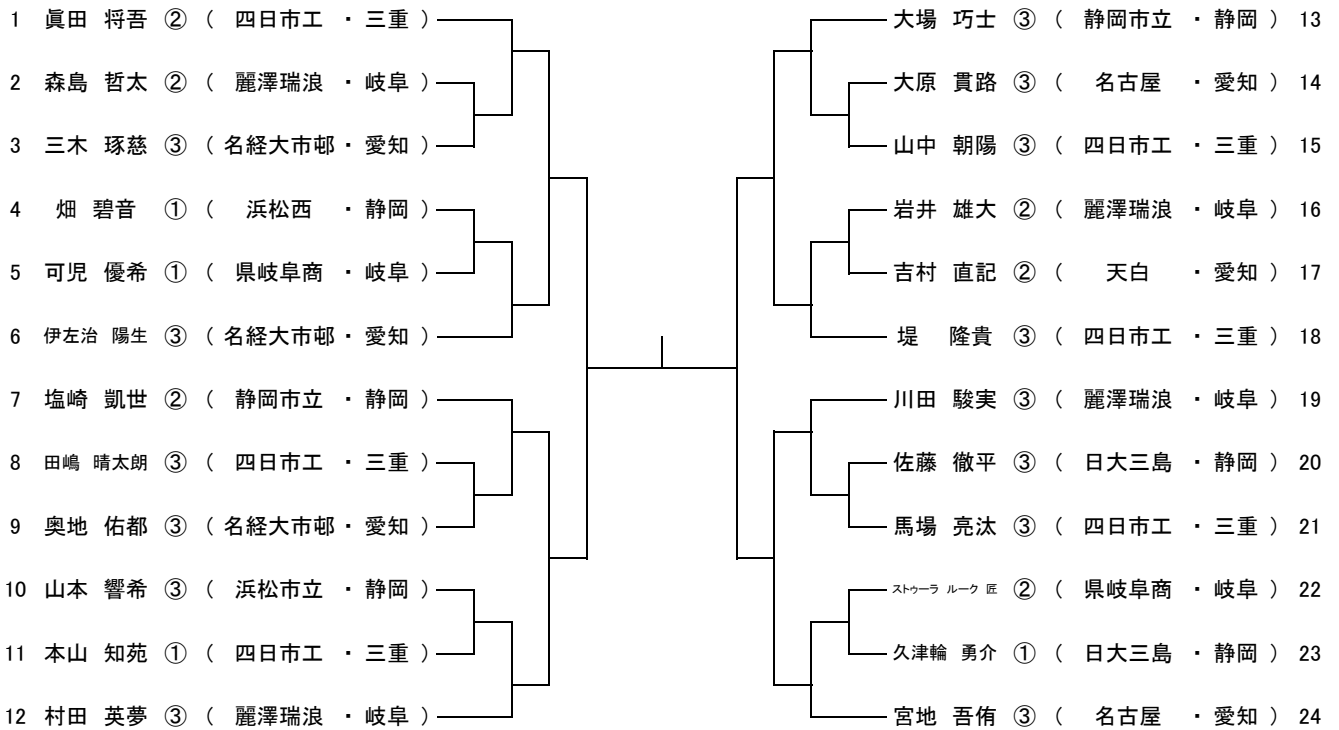 1 眞田 将吾 ② （ 四日市工 ・ 三重 ）
2 森島 哲太 ② （ 麗澤瑞浪 ・ 岐阜 ）
3 三木 琢慈 ③ （ 名経大市邨 ・ 愛知 ）
4 畑 碧音 ① （ 浜松西 ・ 静岡 ）
5 可児 優希 ① （ 県岐阜商 ・ 岐阜 ）
6 伊左治 陽生 ③ （ 名経大市邨 ・ 愛知 ）
7 塩崎 凱世 ② （ 静岡市立 ・ 静岡 ）
8 田嶋 晴太朗 ③ （ 四日市工 ・ 三重 ）
9 奥地 佑都 ③ （ 名経大市邨 ・ 愛知 ）
10 山本 響希 ③ （ 浜松市立 ・ 静岡 ）
11 本山 知苑 ① （ 四日市工 ・ 三重 ）
12 村田 英夢 ③ （ 麗澤瑞浪 ・ 岐阜 ）
大場 巧士 ③ （ 静岡市立 ・ 静岡 ） 13
大原 貫路 ③ （ 名古屋 ・ 愛知 ） 14
山中 朝陽 ③ （ 四日市工 ・ 三重 ） 15
岩井 雄大 ② （ 麗澤瑞浪 ・ 岐阜 ） 16
吉村 直記 ② （ 天白 ・ 愛知 ） 17
堤 隆貴 ③ （ 四日市工 ・ 三重 ） 18
川田 駿実 ③ （ 麗澤瑞浪 ・ 岐阜 ） 19
佐藤 徹平 ③ （ 日大三島 ・ 静岡 ） 20
馬場 亮汰 ③ （ 四日市工 ・ 三重 ） 21
ストゥーラ ルーク 匠 ② （ 県岐阜商 ・ 岐阜 ） 22
久津輪 勇介 ① （ 日大三島 ・ 静岡 ） 23
宮地 吾侑 ③ （ 名古屋 ・ 愛知 ） 24